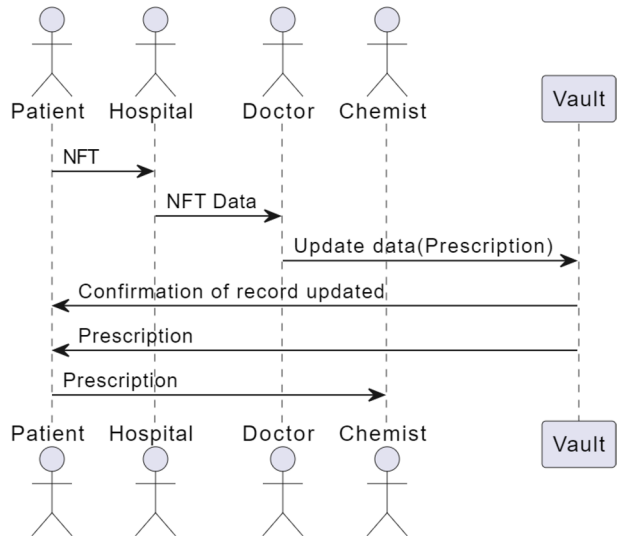 Patient Hospital Doctor Chemist Vault
NFT
NFT Data
Update data(Prescription)
Confirmation of record updated
Prescription
Prescription
Patient Hospital Doctor Chemist Vault